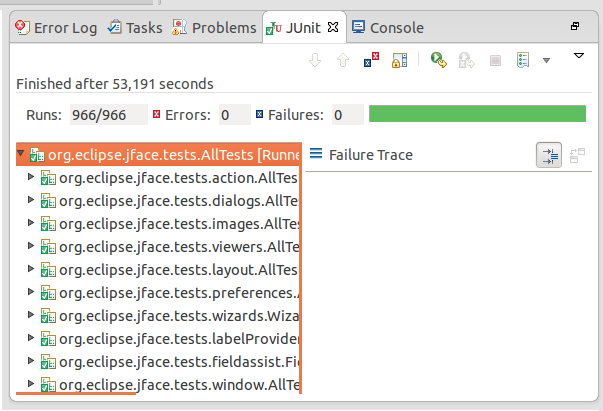 Error Log Tasks Problems JUnit Console
Finished after 53,191 seconds
Runs: 966/966 Errors: 0 Failures: 0
org.eclipse.jface.tests.AllTests [Runne
Failure Trace
org.eclipse.jface.tests.action.AllTes
org.eclipse.jface.tests.dialogs.AllTes
org.eclipse.jface.tests.images.AllTes
org.eclipse.jface.tests.viewers.AllTe
org.eclipse.jface.tests.layout.AllTes
org.eclipse.jface.tests.preferences.A
org.eclipse.jface.tests.wizards.Wiza
org.eclipse.jface.tests.labelProvider
org.eclipse.jface.tests.fieldassist.Fie
org.eclipse.jface.tests.window.AllTe